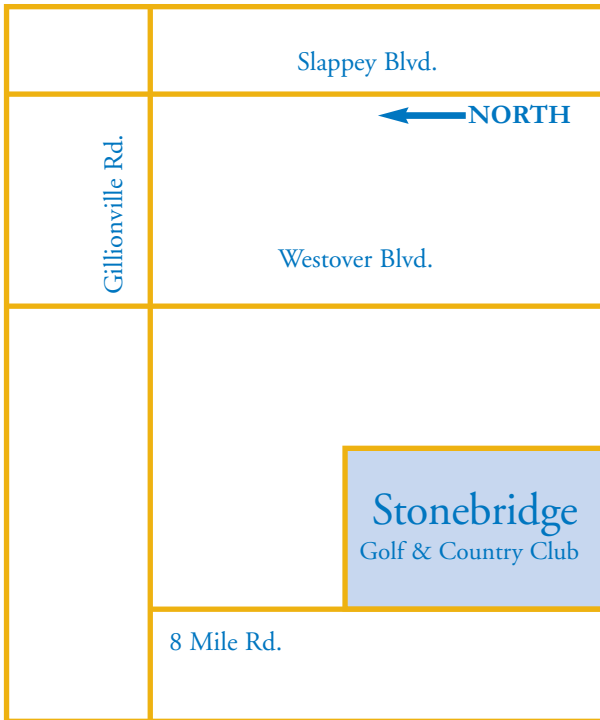 Slappey Blvd.
NORTH
Gillionville Rd.
Westover Blvd.
Stonebridge
Golf & Country Club
8 Mile Rd.